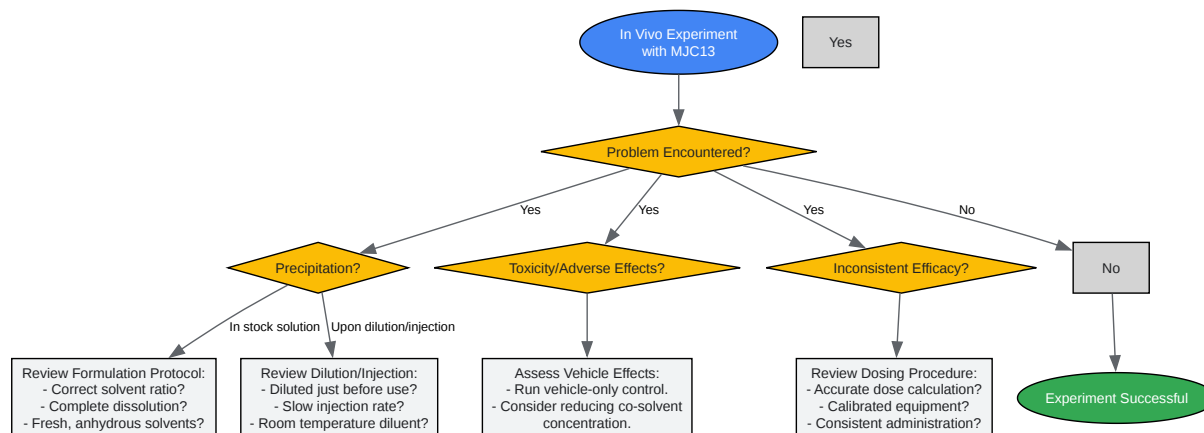 In Vivo Experiment
with MJC13
Yes
Problem Encountered?
Yes
Yes
Yes
No
Precipitation?
Toxicity/Adverse Effects?
Inconsistent Efficacy?
No
In stock solution
Upon dilution/injection
Review Formulation Protocol:
- Correct solvent ratio?
- Complete dissolution?
- Fresh, anhydrous solvents?
Review Dilution/Injection:
- Diluted just before use?
- Slow injection rate?
- Room temperature diluent?
Assess Vehicle Effects:
- Run vehicle-only control.
- Consider reducing co-solvent
concentration.
Review Dosing Procedure:
- Accurate dose calculation?
- Calibrated equipment?
- Consistent administration?
Experiment Successful